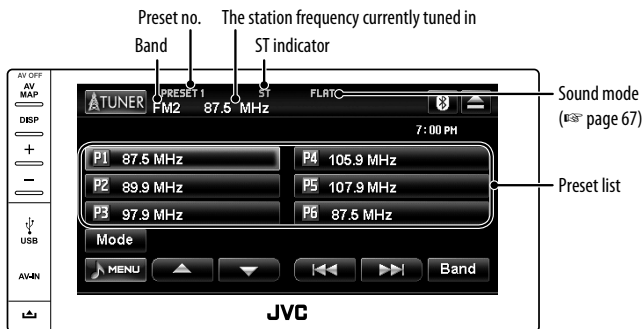 Preset no.
The station frequency currently tuned in
Band
ST indicator
AV OFF
AV
MAP
DISP
+
–
USB
AV-IN
TUNER
PRESET 1
ST
FLAT
FM2
87.5 MHz
7:00 PM
P1 87.5 MHz
P4 105.9 MHz
P2 89.9 MHz
P5 107.9 MHz
P3 97.9 MHz
P6 87.5 MHz
Mode
MENU
Band
JVC
Sound mode
(☞ page 67)
Preset list